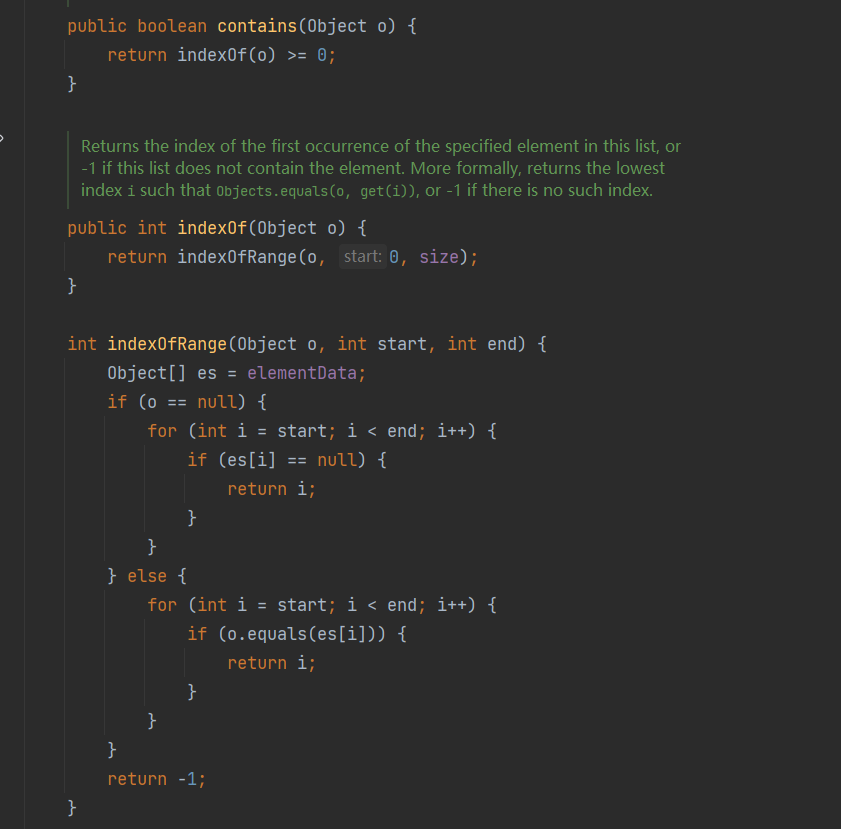 public boolean contains(Object o) {
return indexOf(o) >= 0;
}
Returns the index of the first occurrence of the specified element in this list, or
-1 if this list does not contain the element. More formally, returns the lowest
index i such that Objects.equals(o, get(i)), or -1 if there is no such index.
public int indexOf(Object o) {
return indexOfRange(o, start: 0, size);
}
int indexOfRange(Object o, int start, int end) {
Object[] es = elementData;
if (o == null) {
for (int i = start; i < end; i++) {
if (es[i] == null) {
return i;
}
}
} else {
for (int i = start; i < end; i++) {
if (o.equals(es[i])) {
return i;
}
}
}
return -1;
}